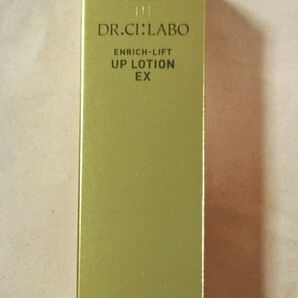 DR.CI:LABO
ENRICH-LIFT
UP LOTION
EX